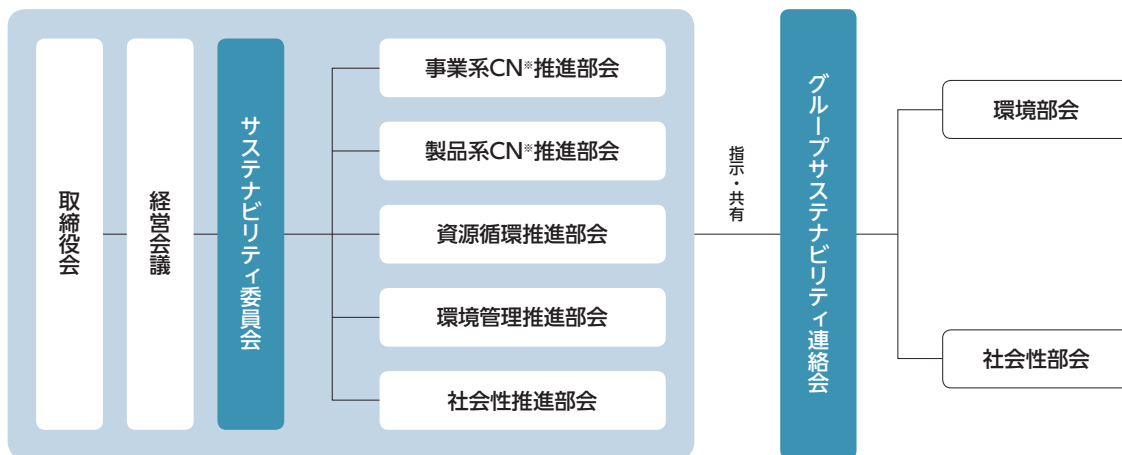 取締役会
経営会議
サステナビリティ委員会
事業系CN※推進部会
製品系CN※推進部会
資源循環推進部会
環境管理推進部会
社会性推進部会
指示・共有
グループサステナビリティ連絡会
環境部会
社会性部会